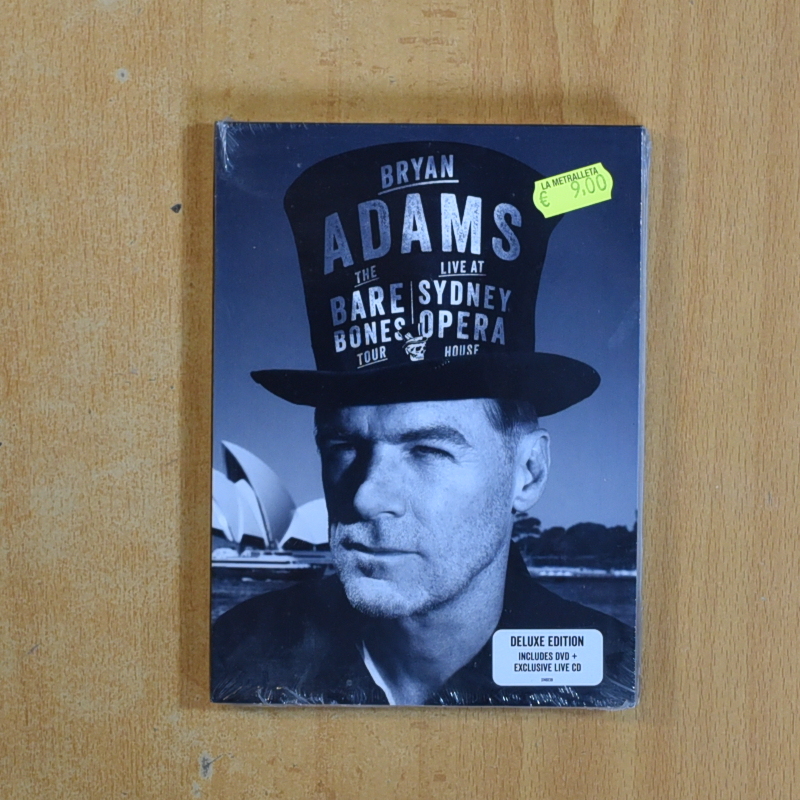 BRYAN
ADAMS
THE
BARE
BONES
TOUR
LIVE AT
SYDNEY
OPERA
HOUSE
LA METRALLETA
€ 9,00
DELUXE EDITION
INCLUDES DVD +
EXCLUSIVE LIVE CD